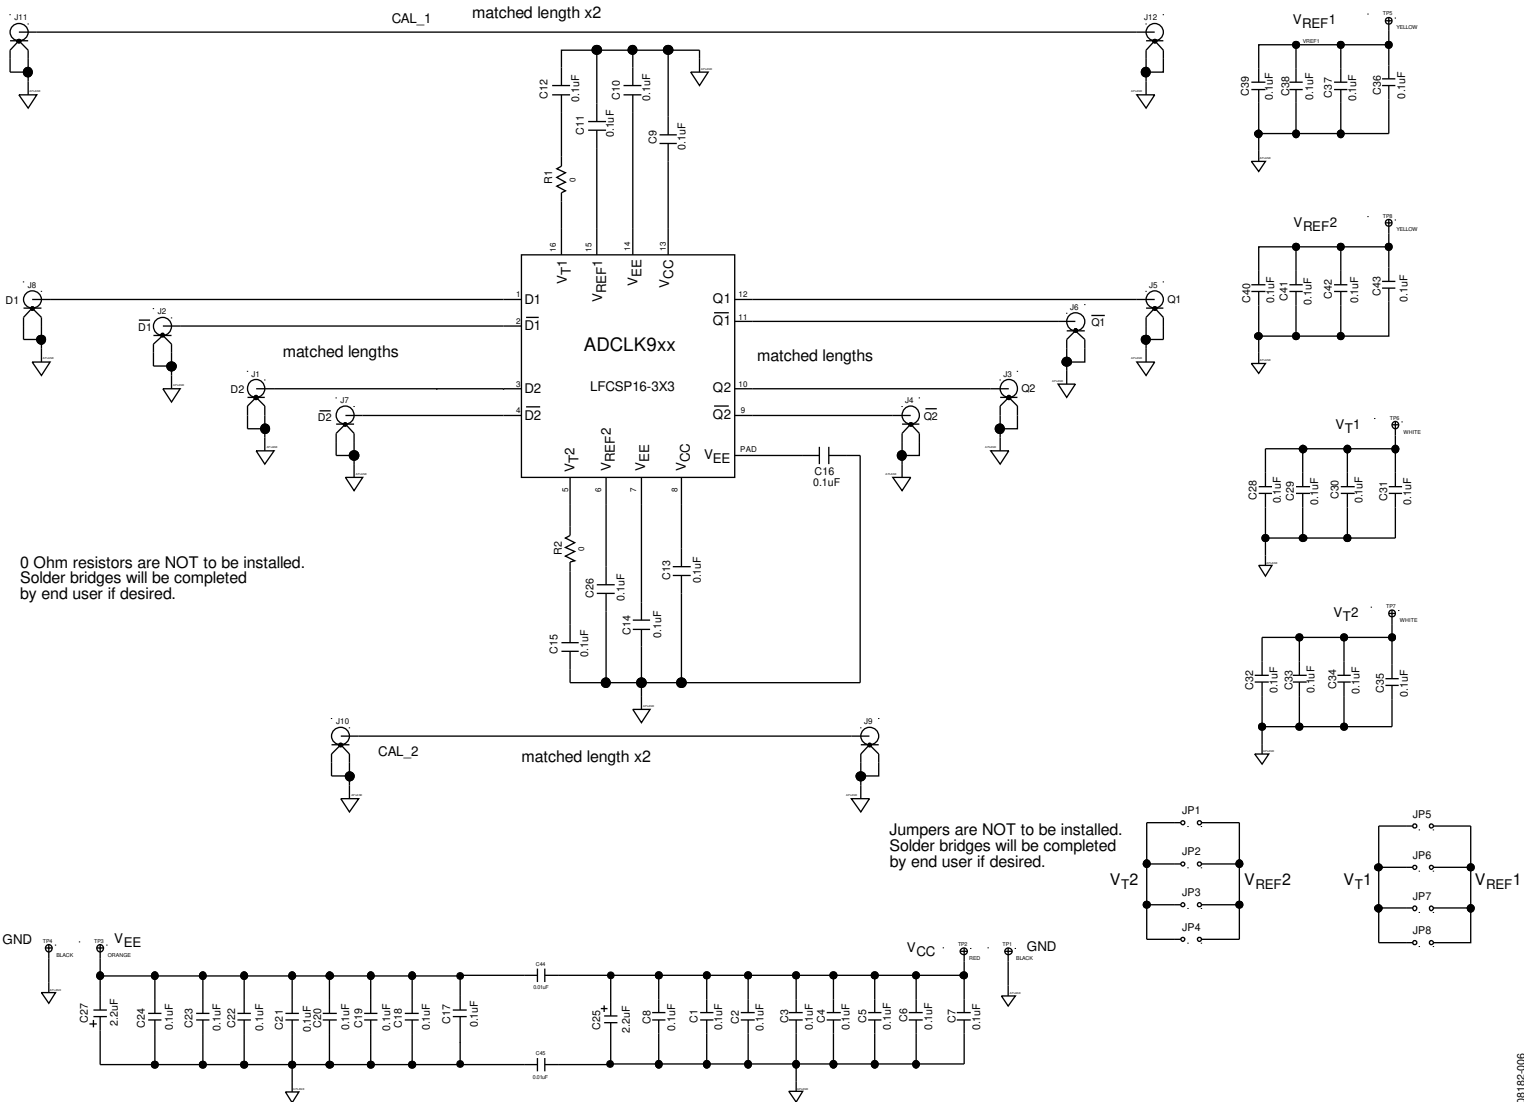 J11
CAL_1
matched length x2
J12
VREF1
TP5
YELLOW
VREF1
C12
0.1uF
C11
0.1uF
C10
0.1uF
C9
0.1uF
R1
0
C39
0.1uF
C38
0.1uF
C37
0.1uF
C36
0.1uF
VREF2
TP8
YELLOW
C40
0.1uF
C41
0.1uF
C42
0.1uF
C43
0.1uF
16
15
14
13
VT1
VREF1
VEE
VCC
D1
J8
1
D1
J2
D1
2
D1
matched lengths
D2
J1
3
D2
D2
J7
4
D2
ADCLK9xx
LFCSP16-3X3
Q1
12
J5
Q1
Q1
11
J6
Q1
matched lengths
Q2
10
J3
Q2
Q2
9
J4
Q2
VEE
PAD
C16
0.1uF
VT2
VREF2
VEE
VCC
5
6
7
8
R2
0
C15
0.1uF
C26
0.1uF
C14
0.1uF
C13
0.1uF
0 Ohm resistors are NOT to be installed.
Solder bridges will be completed
by end user if desired.
VT1
TP6
WHITE
C28
0.1uF
C29
0.1uF
C30
0.1uF
C31
0.1uF
VT2
TP7
WHITE
C32
0.1uF
C33
0.1uF
C34
0.1uF
C35
0.1uF
J10
CAL_2
matched length x2
J9
Jumpers are NOT to be installed.
Solder bridges will be completed
by end user if desired.
JP1
JP2
JP3
JP4
VT2
VREF2
JP5
JP6
JP7
JP8
VT1
VREF1
GND
TP4
BLACK
TP3
VEE
ORANGE
C27
+
2.2uF
C24
0.1uF
C23
0.1uF
C22
0.1uF
C21
0.1uF
C20
0.1uF
C19
0.1uF
C18
0.1uF
C17
0.1uF
C44
0.01uF
C45
0.01uF
VCC
TP2
RED
TP1
GND
BLACK
C25
+
2.2uF
C8
0.1uF
C1
0.1uF
C2
0.1uF
C3
0.1uF
C4
0.1uF
C5
0.1uF
C6
0.1uF
C7
0.1uF
08182-006